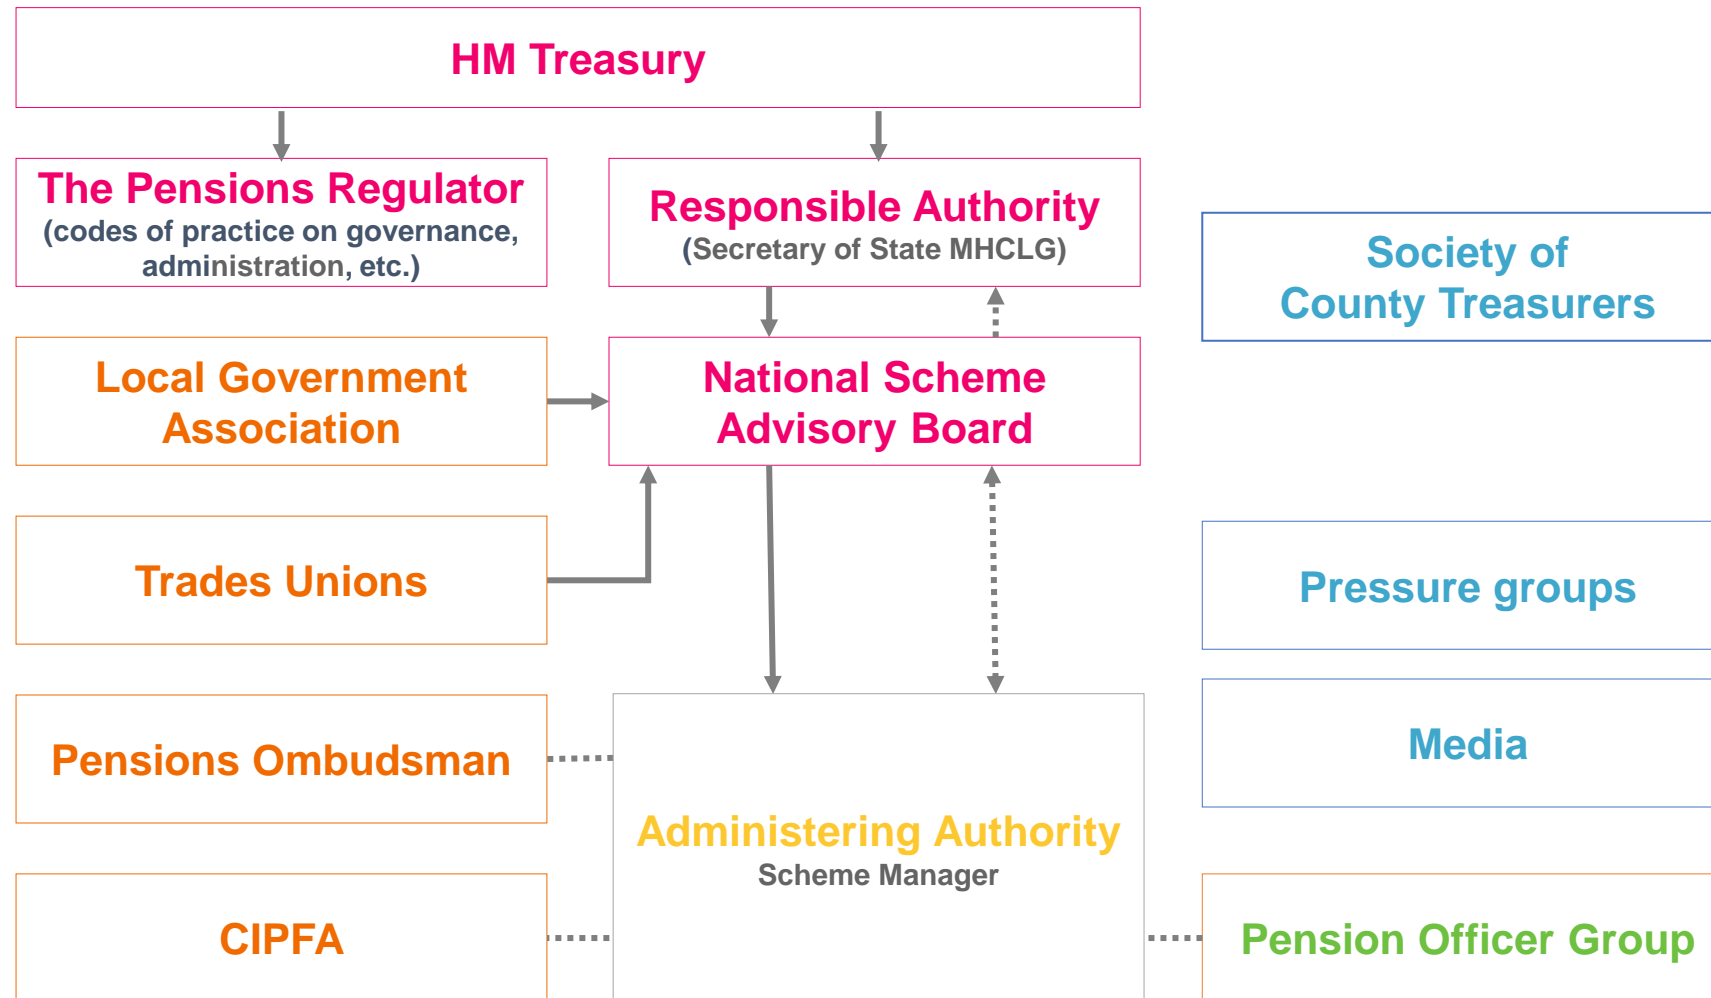 HM Treasury
The Pensions Regulator
(codes of practice on governance,
administration, etc.)
Responsible Authority
(Secretary of State MHCLG)
Society of
County Treasurers
Local Government
Association
National Scheme
Advisory Board
Trades Unions
Pressure groups
Pensions Ombudsman
Media
Administering Authority
Scheme Manager
CIPFA
Pension Officer Group